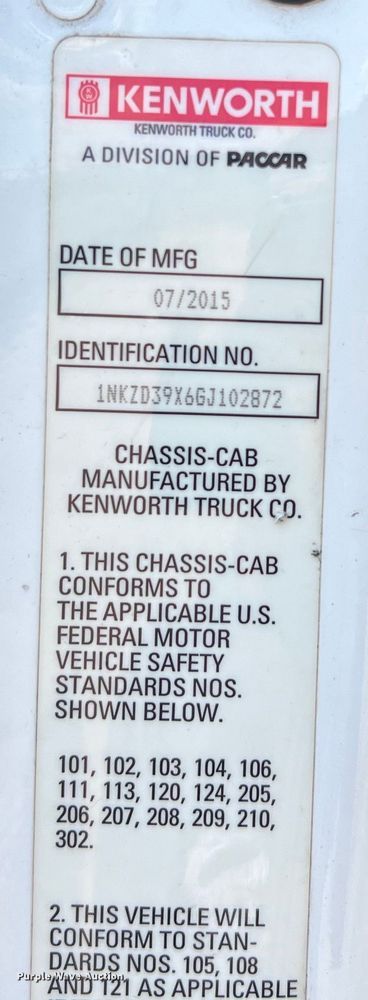 KENWORTH
KENWORTH TRUCK CO.
A DIVISION OF PACCAR
DATE OF MFG
07/2015
IDENTIFICATION NO.
1NKZD39X6GJ102872
CHASSIS-CAB
MANUFACTURED BY
KENWORTH TRUCK CO.
1. THIS CHASSIS-CAB
CONFORMS TO
THE APPLICABLE U.S.
FEDERAL MOTOR
VEHICLE SAFETY
STANDARDS NOS.
SHOWN BELOW.
101, 102, 103, 104, 106,
111, 113, 120, 124, 205,
206, 207, 208, 209, 210,
302.
2. THIS VEHICLE WILL
CONFORM TO STAN-
DARDS NOS. 105, 108
Purple Wave Auction
AND 121 AS APPLICABLE